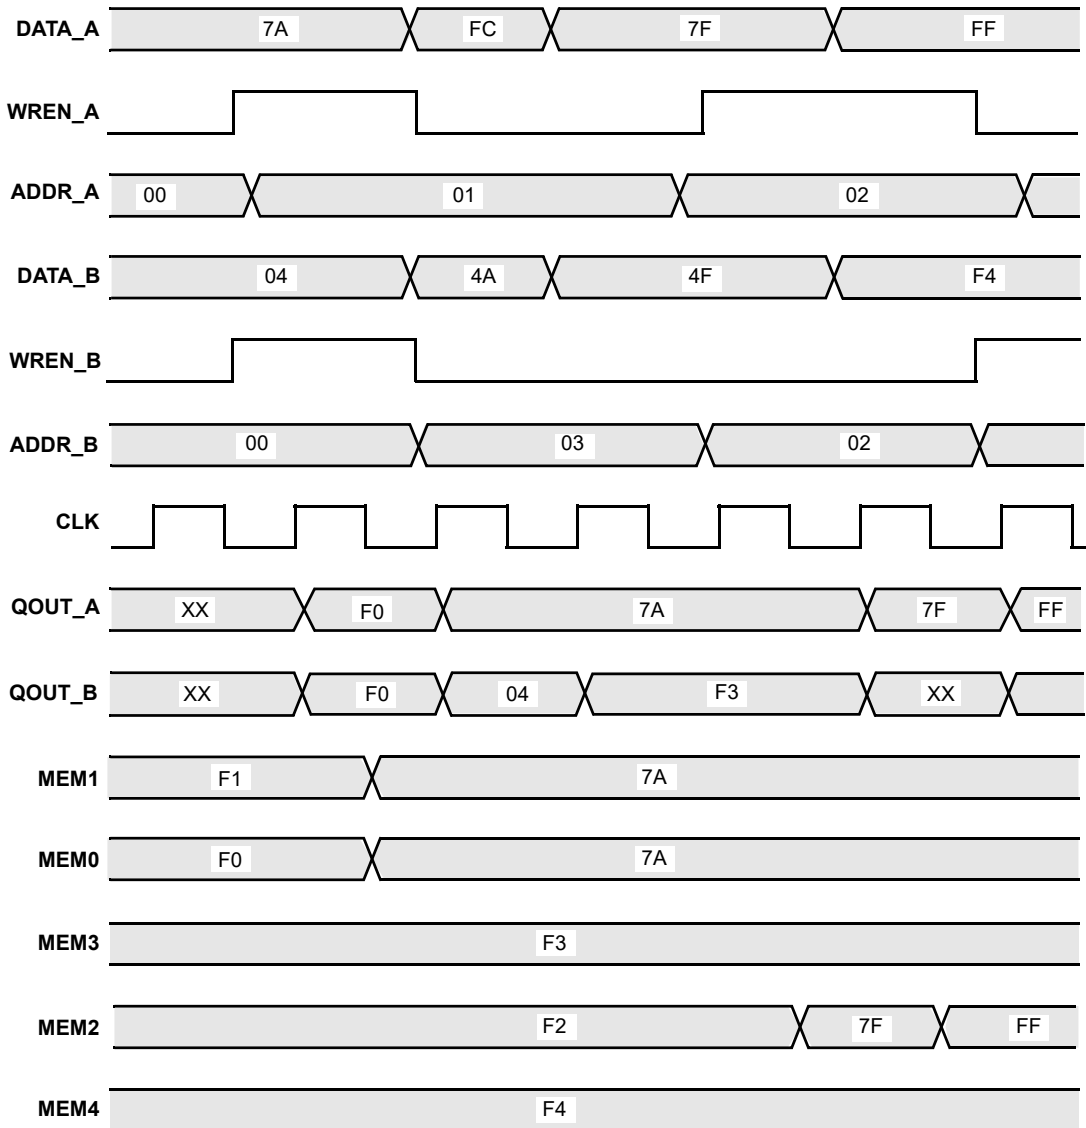 DATA_A 7A FC 7F FF
WREN_A
ADDR_A 00 01 02
DATA_B 04 4A 4F F4
WREN_B
ADDR_B 00 03 02
CLK
QOUT_A XX F0 7A 7F FF
QOUT_B XX F0 04 F3 XX
MEM1 F1 7A
MEM0 F0 7A
MEM3 F3
MEM2 F2 7F FF
MEM4 F4